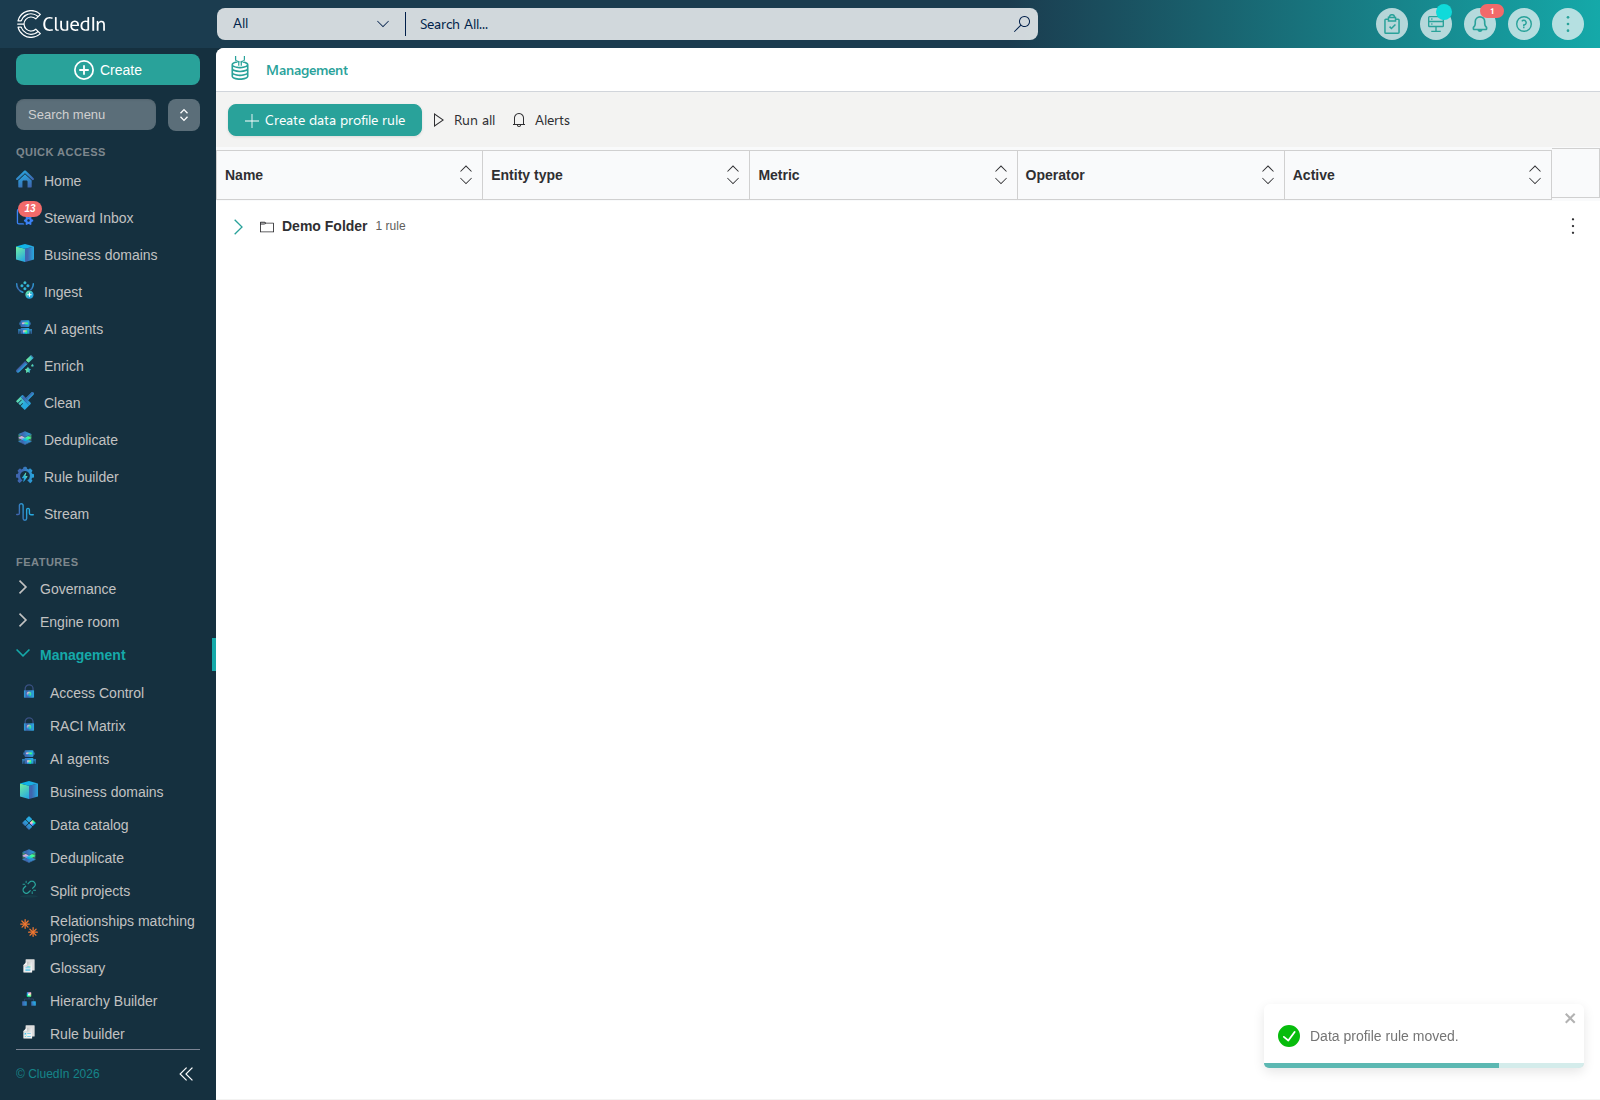 CluedIn
All
Search All...
1
Create
Search menu
QUICK ACCESS
Home
13
Steward Inbox
Business domains
Ingest
AI agents
Enrich
Clean
Deduplicate
Rule builder
Stream
FEATURES
Governance
Engine room
Management
Access Control
RACI Matrix
AI agents
Business domains
Data catalog
Deduplicate
Split projects
Relationships matching
projects
Glossary
Hierarchy Builder
Rule builder
© CluedIn 2026
Management
Create data profile rule
Run all
Alerts
Name
Entity type
Metric
Operator
Active
Demo Folder 1 rule
Data profile rule moved.